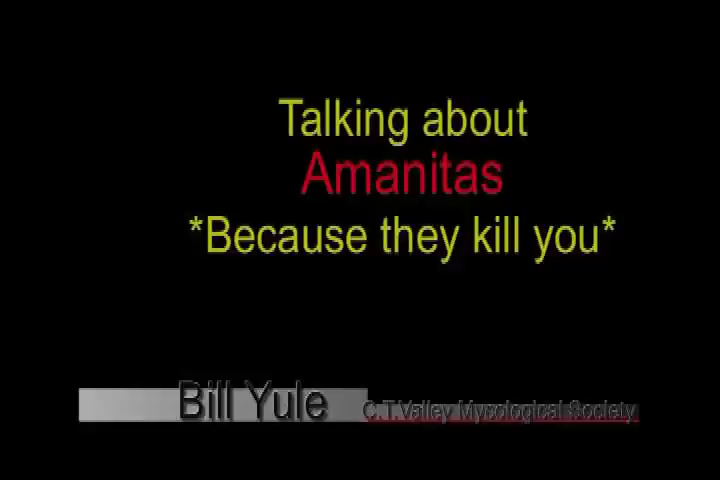 Talking about
Amanitas
*Because they kill you*
Bill Yule C.T.Valley Mycological Society